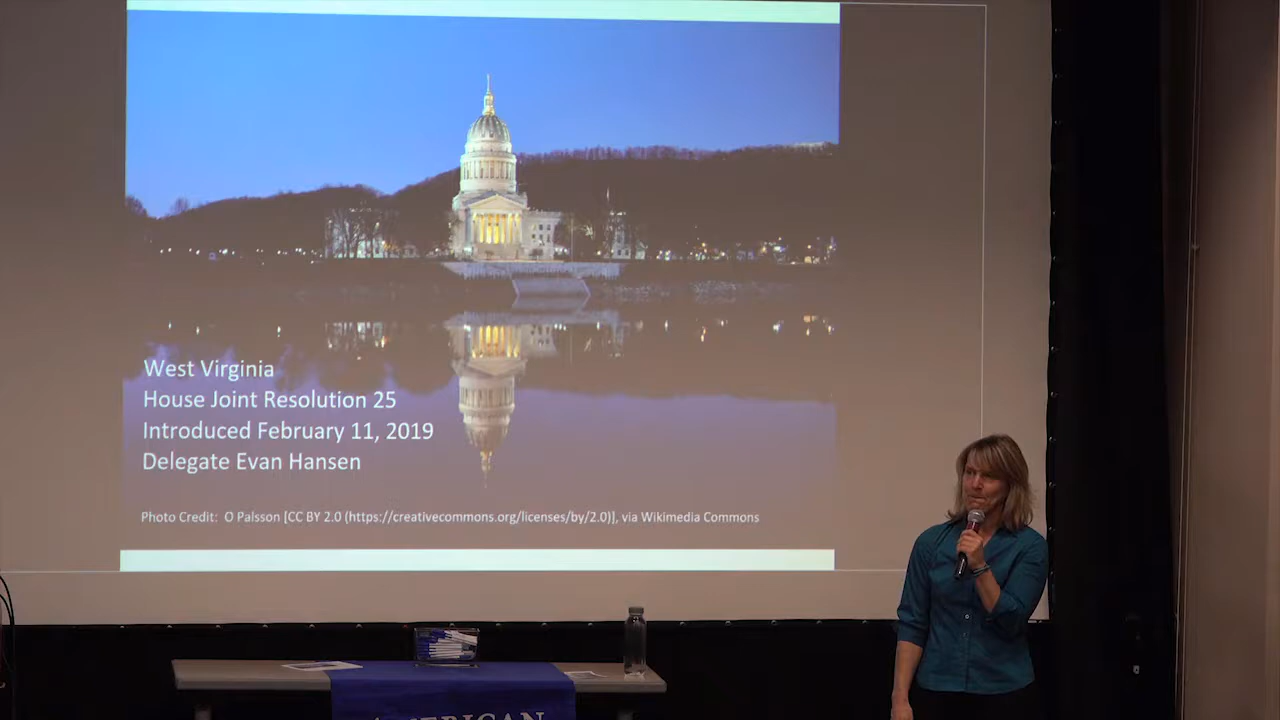 West Virginia
House Joint Resolution 25
Introduced February 11, 2019
Delegate Evan Hansen
Photo Credit: O Palsson [CC BY 2.0 (https://creativecommons.org/licenses/by/2.0)], via Wikimedia Commons
AMERICAN